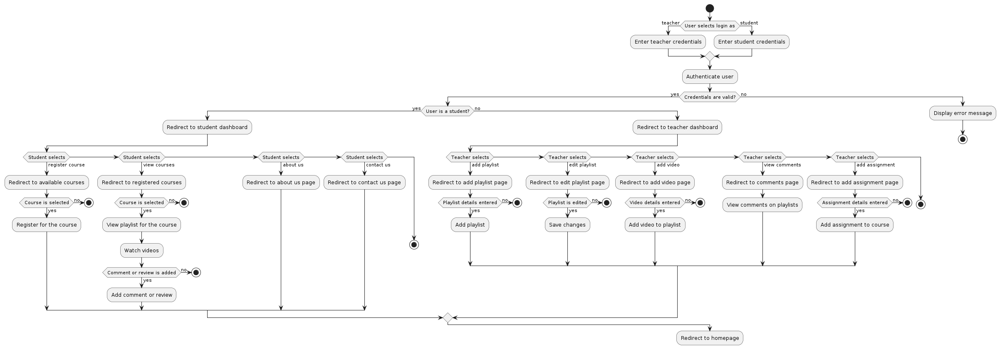 teacher
User selects login as
student
Enter teacher credentials
Enter student credentials
Authenticate user
yes
Credentials are valid?
no
yes
User is a student?
no
Display error message
Redirect to student dashboard
Redirect to teacher dashboard
Student selects
Student selects
Student selects
Student selects
Teacher selects
Teacher selects
Teacher selects
Teacher selects
Teacher selects
register course
view courses
about us
contact us
add playlist
edit playlist
add video
view comments
add assignment
Redirect to available courses
Redirect to registered courses
Redirect to about us page
Redirect to contact us page
Redirect to add playlist page
Redirect to edit playlist page
Redirect to add video page
Redirect to comments page
Redirect to add assignment page
Course is selected
no
Course is selected
no
Playlist details entered
no
Playlist is edited
no
Video details entered
no
View comments on playlists
Assignment details entered
no
yes
yes
yes
yes
yes
yes
Register for the course
View playlist for the course
Add playlist
Save changes
Add video to playlist
Add assignment to course
Watch videos
Comment or review is added
no
yes
Add comment or review
Redirect to homepage